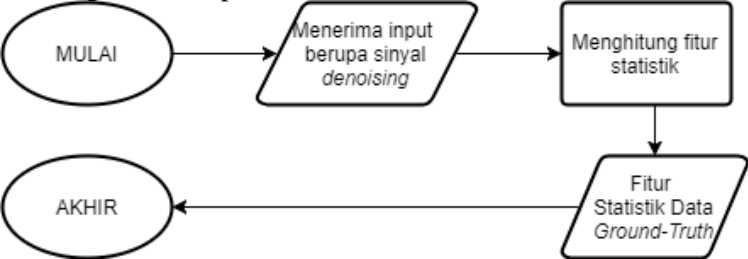 MULAI
Menerima input
berupa sinyal
denoising
Menghitung fitur
statistik
Fitur
Statistik Data
Ground-Truth
AKHIR